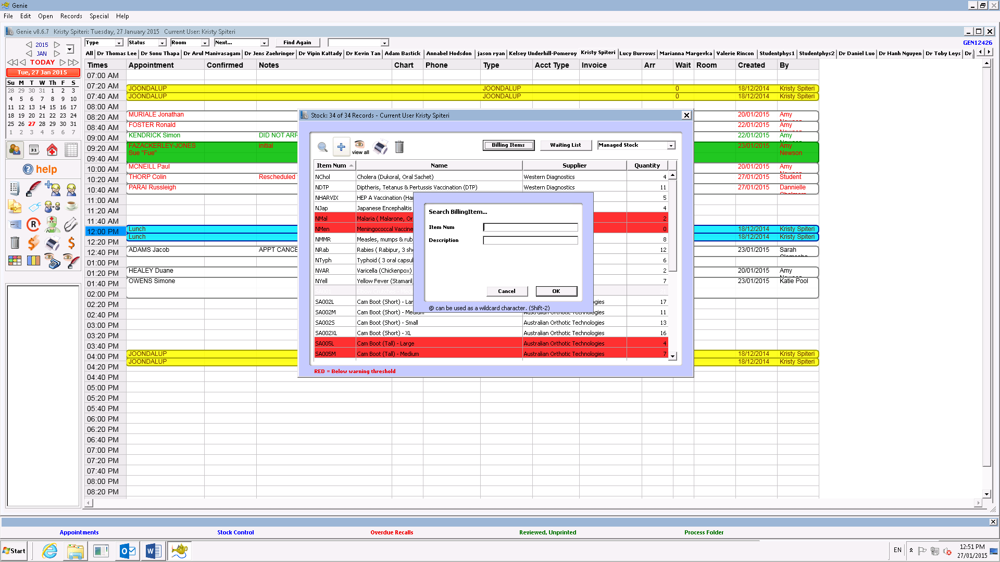 Genie
File Edit Open Records Special Help
Genie v8.6.7 Kristy Spiteri: Tuesday, 27 January 2015 Current User: Kristy Spiteri
2015
JAN
TODAY
Tue, 27 Jan 2015
Su M T W Th F S
28 29 30 31 1 2 3
4 5 6 7 8 9 10
11 12 13 14 15 16 17
18 19 20 21 22 23 24
25 26 27 28 29 30 31
1 2 3 4 5 6 7
31
help
Type Status Room Next... Find Again
GEN12426
All Dr Thomas Lee Dr Sonu Thapa Dr Arul Manivasagam Dr Jens Zaehringer Dr Vipin Kattady Dr Kevin Tan Adam Bastick Annabel Hodsdon jason ryan Kelsey Underhill-Pomeroy Kristy Spiteri Lucy Burrows Marianna Margevka Valerie Rincon Studentphys1 Studentphys2 Dr Daniel Luo Dr Hanh Nguyen Dr Toby Leys Dr
Times Appointment Confirmed Notes Chart Phone Type Acct Type Invoice Arr Wait Room Created By
07:00 AM
07:20 AM JOONDALUP JOONDALUP 0 18/12/2014 Kristy Spiteri
07:40 AM JOONDALUP JOONDALUP 0 18/12/2014 Kristy Spiteri
08:00 AM
08:20 AM MURIALE Jonathan 20/01/2015 Amy
08:40 AM FOSTER Ronald 22/01/2015 Amy
09:00 AM KENDRICK Simon DID NOT ARR 22/01/2015 Amy
09:20 AM FAZACKERLEY-JONES initial 23/01/2015 Amy
Sue "Fue" Newson
09:40 AM
10:00 AM MCNEILL Paul 20/01/2015 Amy
10:20 AM THORP Colin Rescheduled 27/01/2015 Student
10:40 AM PARAI Russleigh 27/01/2015 Dannielle
11:00 AM
11:20 AM
11:40 AM
12:00 PM Lunch 18/12/2014 Kristy Spiteri
Lunch 18/12/2014 Kristy Spiteri
12:20 PM
12:40 PM ADAMS Jacob APPT CANCE 23/01/2015 Sarah
01:00 PM
01:20 PM HEALEY Duane 20/01/2015 Amy
01:40 PM OWENS Simone 23/01/2015 Katie Pool
02:00 PM
02:20 PM
02:40 PM
03:00 PM
03:20 PM
03:40 PM
04:00 PM JOONDALUP 18/12/2014 Kristy Spiteri
04:20 PM JOONDALUP 18/12/2014 Kristy Spiteri
04:40 PM
05:00 PM
05:20 PM
05:40 PM
06:00 PM
06:20 PM
06:40 PM
07:00 PM
07:20 PM
07:40 PM
08:00 PM
08:20 PM
Stock: 34 of 34 Records - Current User Kristy Spiteri
view all
Billing Items Waiting List Managed Stock
Item Num Name Supplier Quantity
NChol Cholera (Dukoral, Oral Sachet) Western Diagnostics 4
NDTP Diptheris, Tetanus & Pertussis Vaccination (DTP) Western Diagnostics 11
NHARVIX HEP A Vaccination (Ha 5
NJap Japanese Encephalitis 4
NMal Malaria ( Malarone, Or 2
NMen Meningococcal Vaccine 0
NMMR Measles, mumps & rub 8
NRab Rabies ( Rabipur, 3 sh 12
NTyph Typhoid ( 3 oral capsul 6
NVAR Varicella (Chickenpox) 2
NYell Yellow Fever (Stamaril, 7
SA002L Cam Boot (Short) - Lar ogies 17
SA002M Cam Boot (Short) - Medium Australian Orthotic Technologies 11
SA002S Cam Boot (Short) - Small Australian Orthotic Technologies 13
SA002XL Cam Boot (Short) - XL Australian Orthotic Technologies 16
SA005L Cam Boot (Tall) - Large Australian Orthotic Technologies 4
SA005M Cam Boot (Tall) - Medium Australian Orthotic Technologies 7
RED = Below warning threshold
Search BillingItem...
Item Num
Description
Cancel OK
@ can be used as a wildcard character. (Shift-2)
Appointments Stock Control Overdue Recalls Reviewed, Unprinted Process Folder
Start EN 12:51 PM
27/01/2015